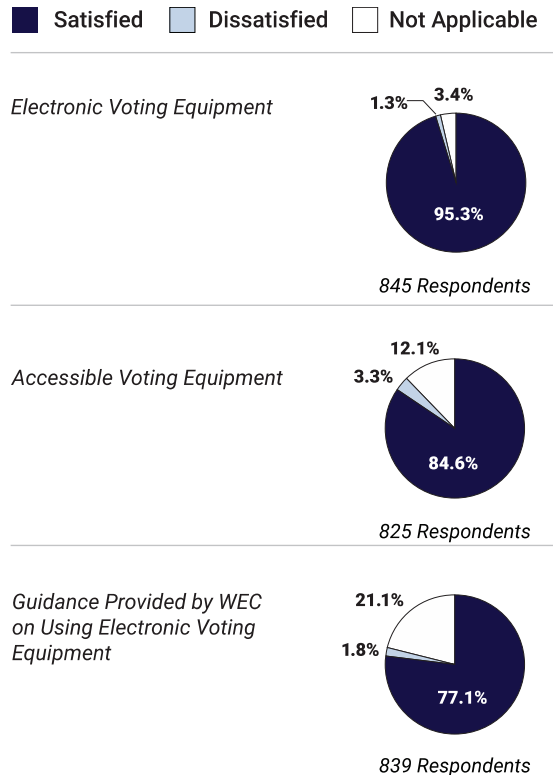 Satisfied Dissatisfied Not Applicable
Electronic Voting Equipment
1.3%
3.4%
95.3%
845 Respondents
Accessible Voting Equipment
12.1%
3.3%
84.6%
825 Respondents
Guidance Provided by WEC
on Using Electronic Voting
Equipment
21.1%
1.8%
77.1%
839 Respondents